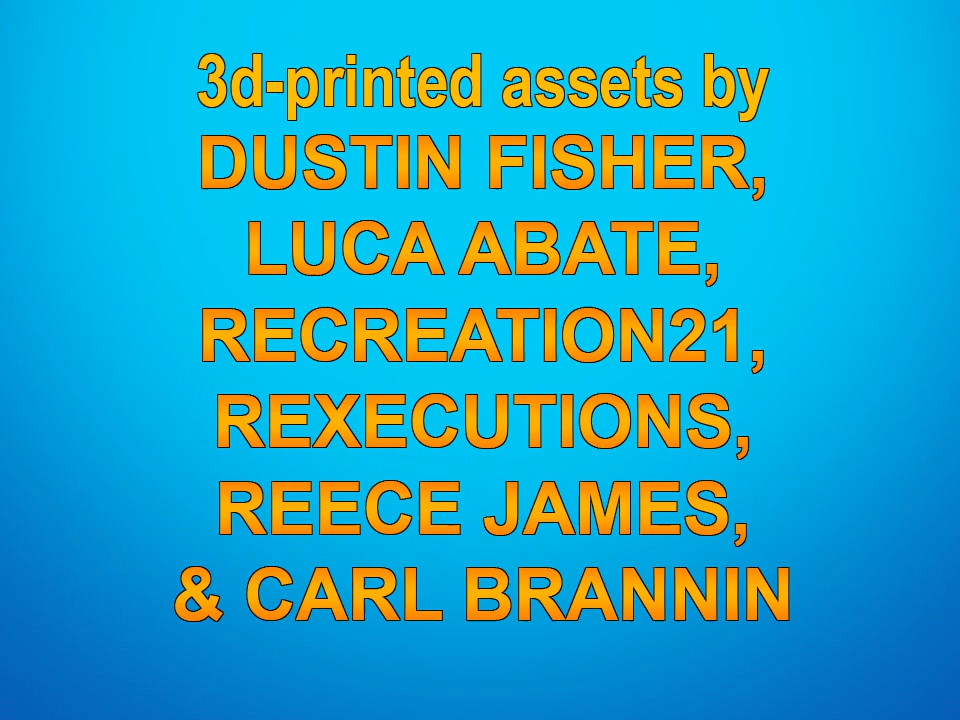 3d-printed assets by
DUSTIN FISHER,
LUCA ABATE,
RECREATION21,
REXECUTIONS,
REECE JAMES,
& CARL BRANNIN